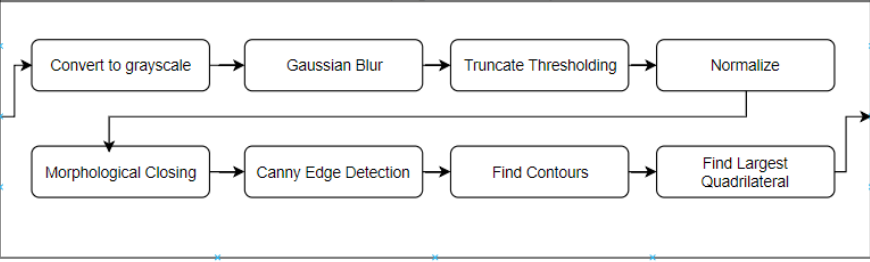 Convert to grayscale
Gaussian Blur
Truncate Thresholding
Normalize
Morphological Closing
Canny Edge Detection
Find Contours
Find Largest
Quadrilateral